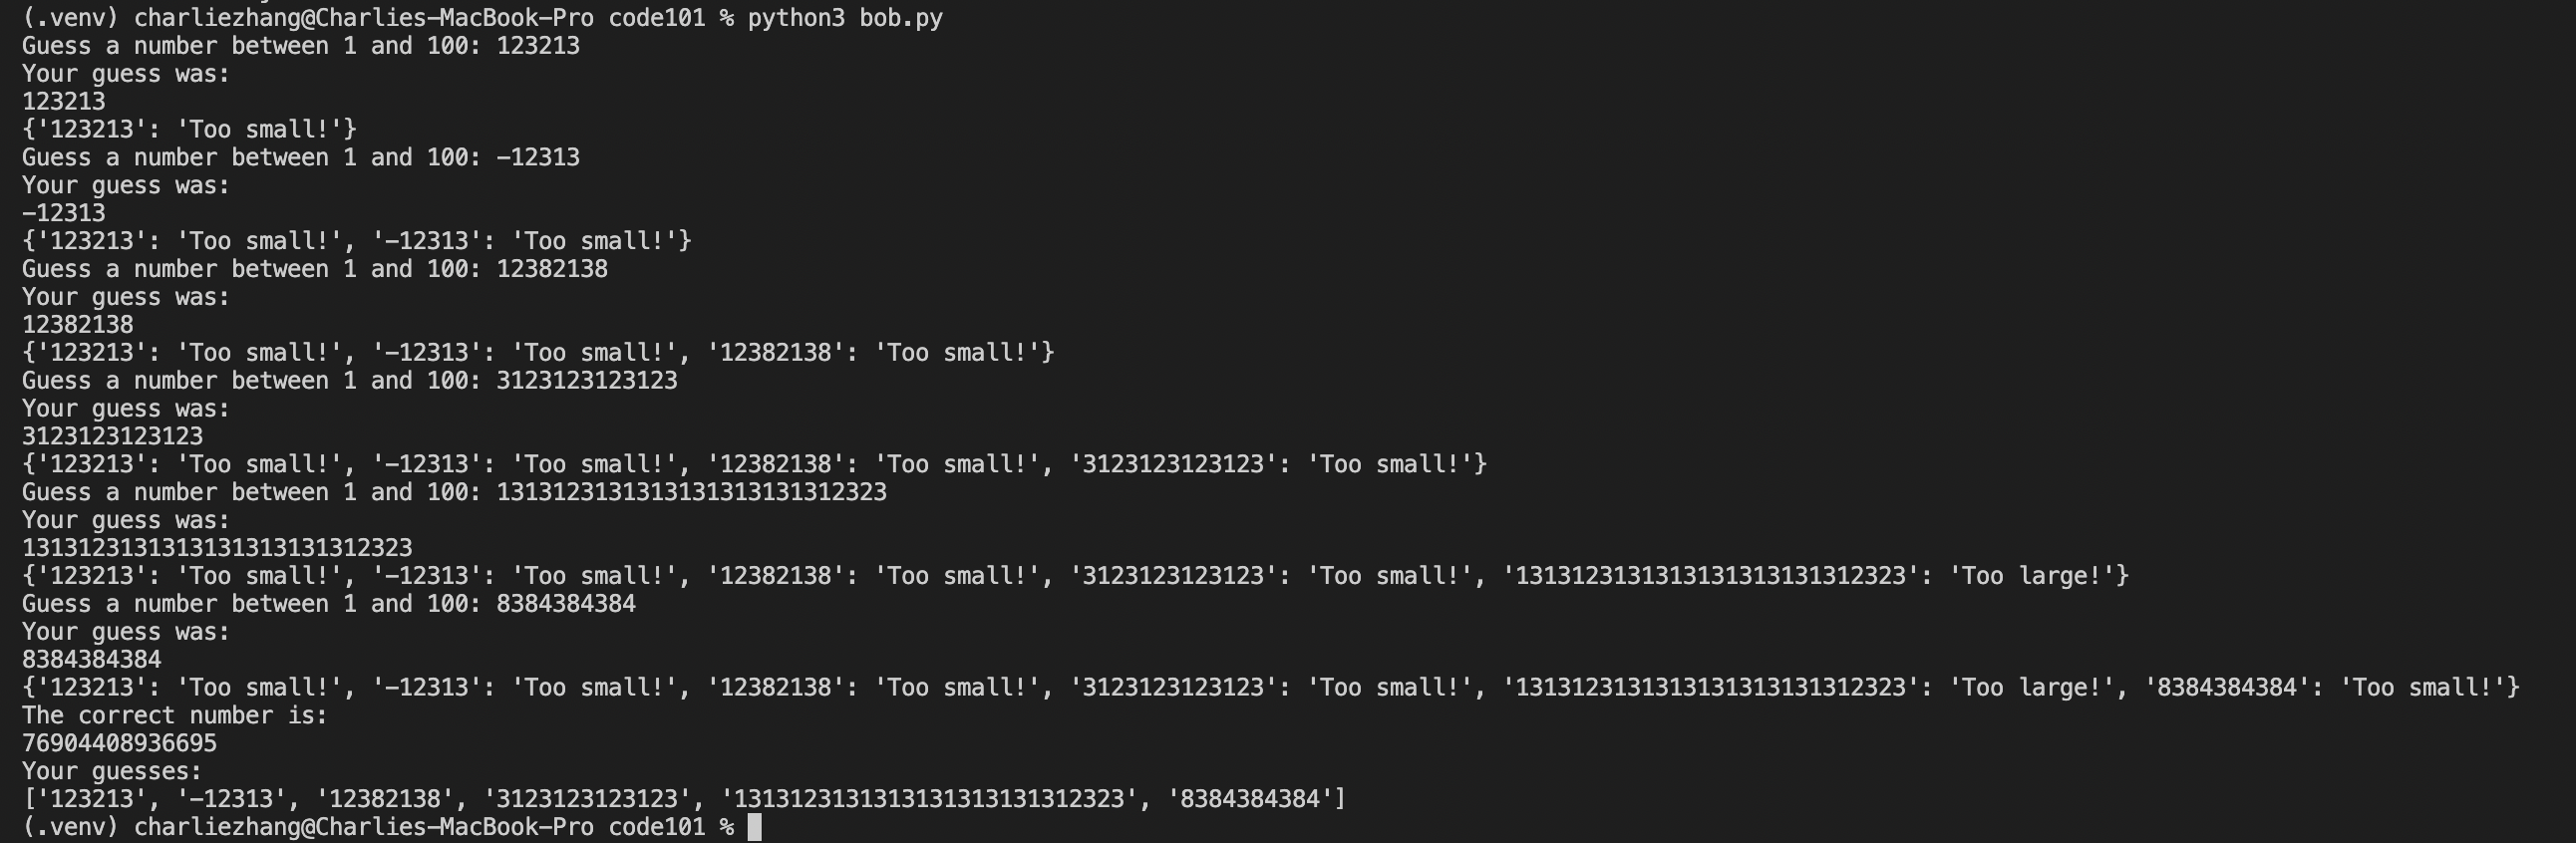 (.venv) charliezhang@Charlies-MacBook-Pro code101 % python3 bob.py
Guess a number between 1 and 100: 123213
Your guess was:
123213
{'123213': 'Too small!'}
Guess a number between 1 and 100: -12313
Your guess was:
-12313
{'123213': 'Too small!', '-12313': 'Too small!'}
Guess a number between 1 and 100: 12382138
Your guess was:
12382138
{'123213': 'Too small!', '-12313': 'Too small!', '12382138': 'Too small!'}
Guess a number between 1 and 100: 3123123123123
Your guess was:
3123123123123
{'123213': 'Too small!', '-12313': 'Too small!', '12382138': 'Too small!', '3123123123123': 'Too small!'}
Guess a number between 1 and 100: 1313123131313131313131312323
Your guess was:
1313123131313131313131312323
{'123213': 'Too small!', '-12313': 'Too small!', '12382138': 'Too small!', '3123123123123': 'Too small!', '1313123131313131313131312323': 'Too large!'}
Guess a number between 1 and 100: 8384384384
Your guess was:
8384384384
{'123213': 'Too small!', '-12313': 'Too small!', '12382138': 'Too small!', '3123123123123': 'Too small!', '1313123131313131313131312323': 'Too large!', '8384384384': 'Too small!'}
The correct number is:
76904408936695
Your guesses:
['123213', '-12313', '12382138', '3123123123123', '1313123131313131313131312323', '8384384384']
(.venv) charliezhang@Charlies-MacBook-Pro code101 %